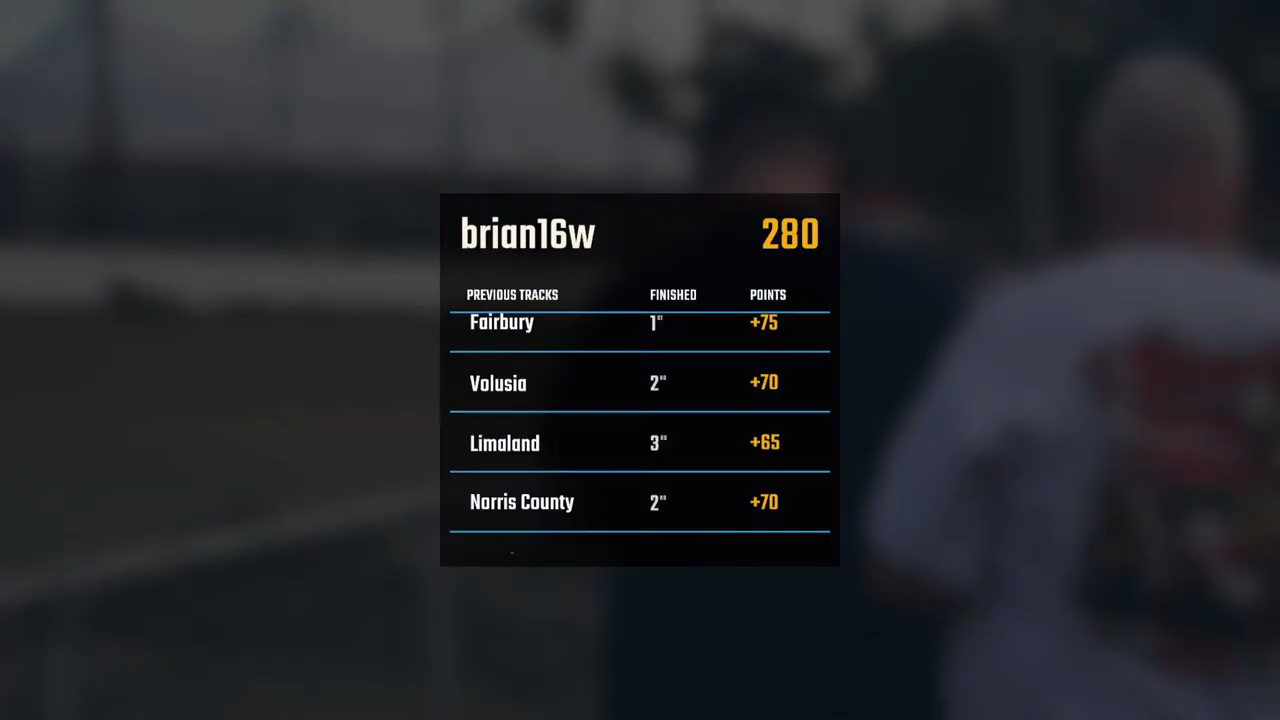 brian16w 280
PREVIOUS TRACKS FINISHED POINTS
Fairbury 1ST +75
Volusia 2ND +70
Limaland 3RD +65
Norris County 2ND +70